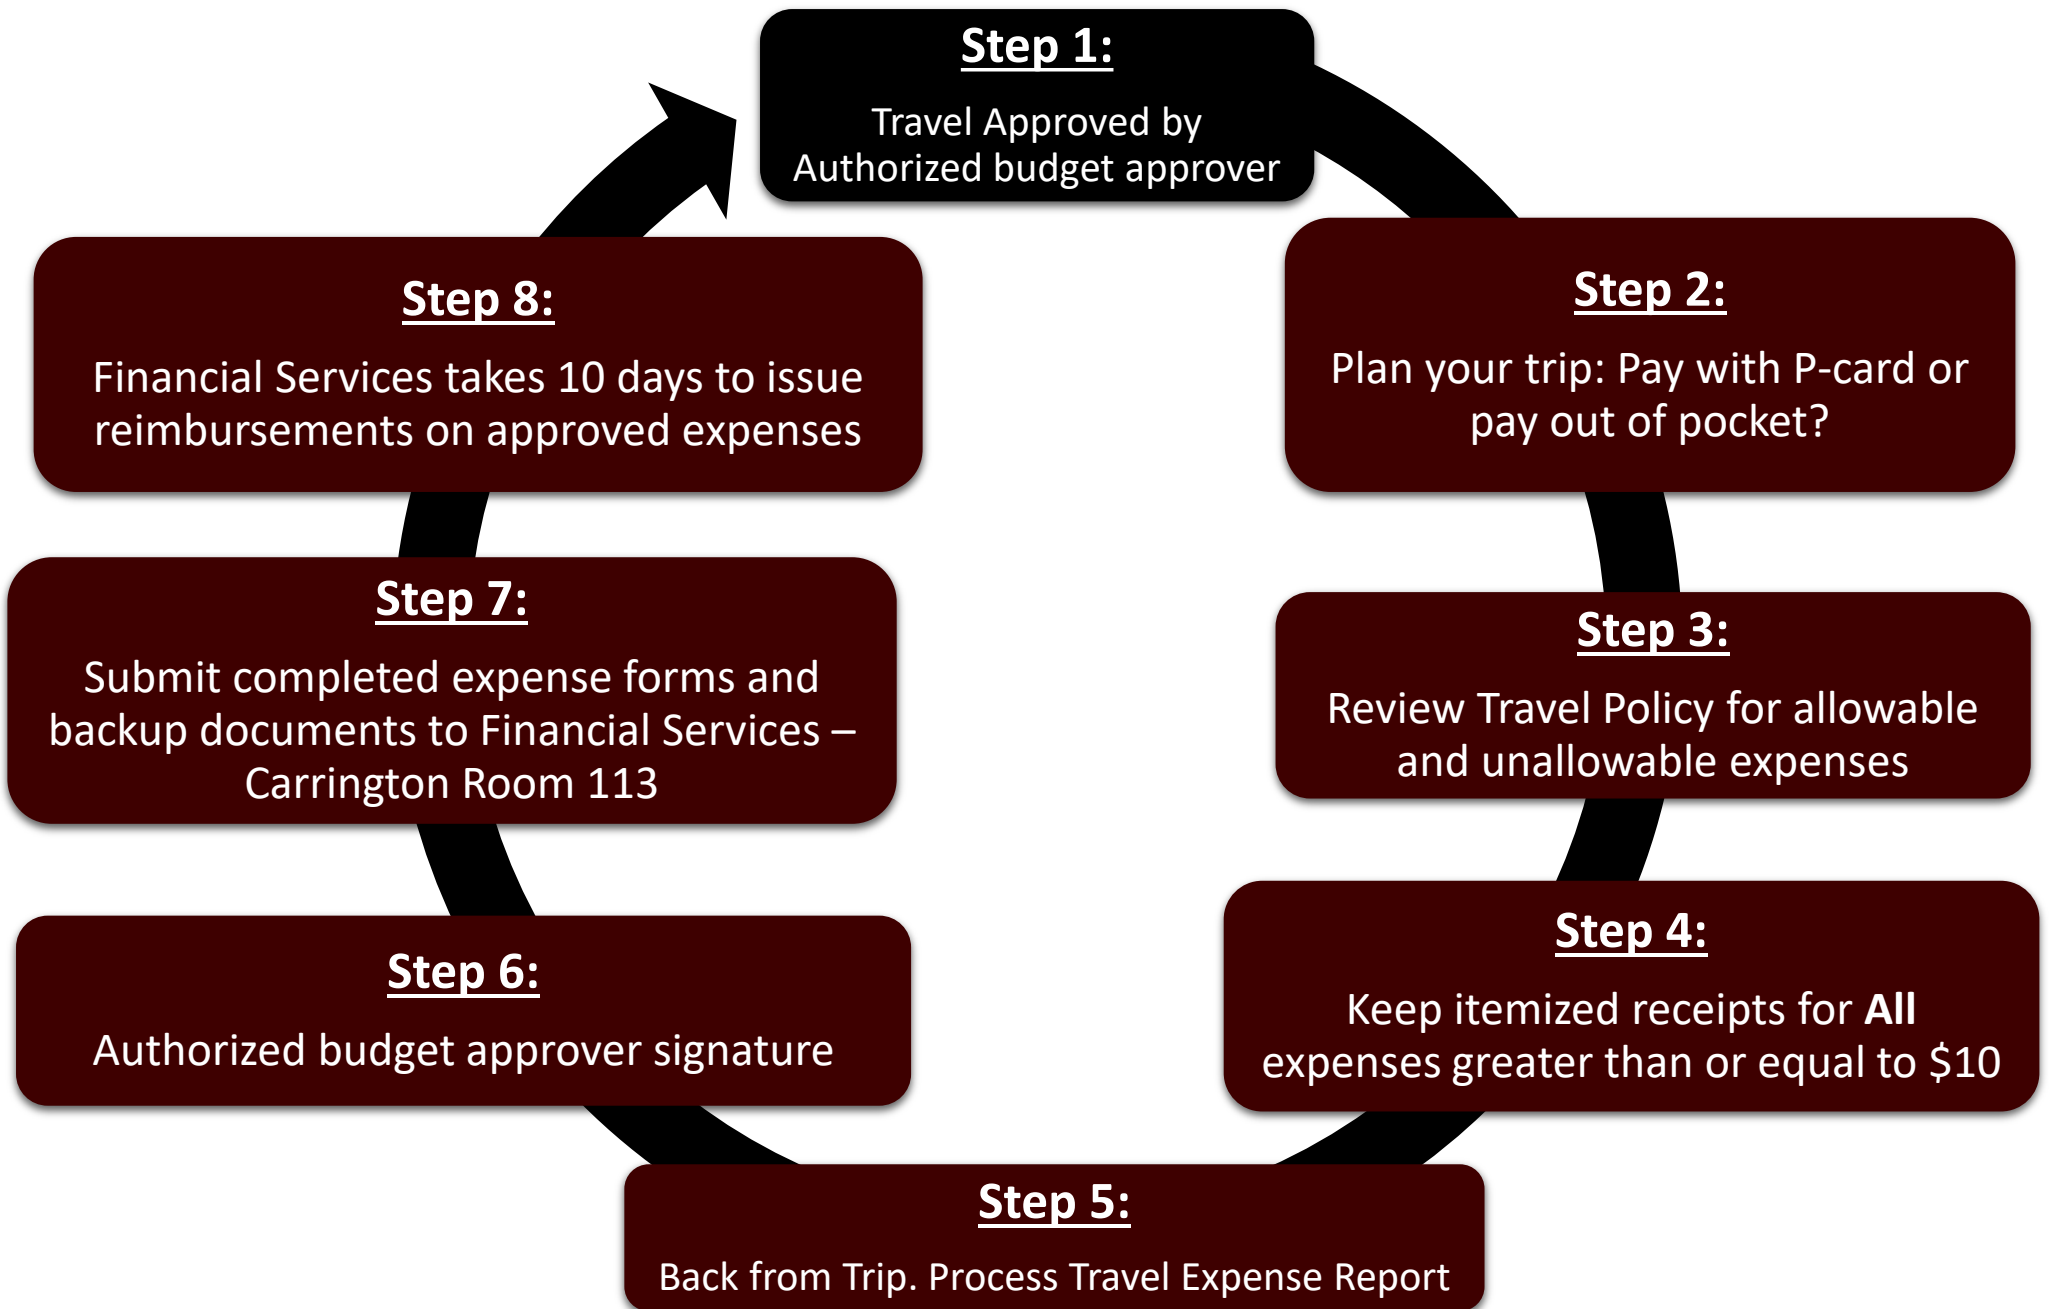 Step 1:
Travel Approved by
Authorized budget approver
Step 2:
Plan your trip: Pay with P-card or
pay out of pocket?
Step 3:
Review Travel Policy for allowable
and unallowable expenses
Step 4:
Keep itemized receipts for All
expenses greater than or equal to $10
Step 5:
Back from Trip. Process Travel Expense Report
Step 6:
Authorized budget approver signature
Step 7:
Submit completed expense forms and
backup documents to Financial Services –
Carrington Room 113
Step 8:
Financial Services takes 10 days to issue
reimbursements on approved expenses